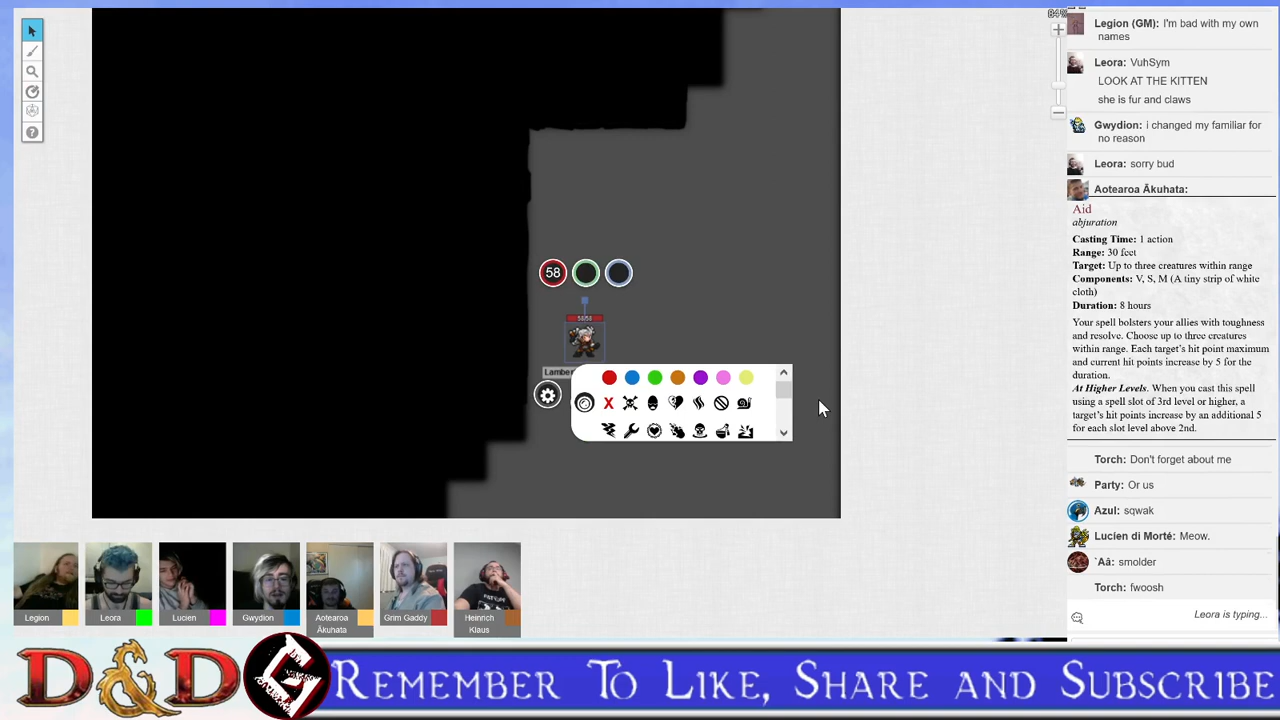 84%
Legion (GM): I'm bad with my own
names
Leora: VuhSym
LOOK AT THE KITTEN
she is fur and claws
Gwydion: i changed my familiar for
no reason
Leora: sorry bud
Aotearoa Ākuhata:
Aid
abjuration
Casting Time: 1 action
Range: 30 feet
Target: Up to three creatures within range
Components: V, S, M (A tiny strip of white
cloth)
Duration: 8 hours
Your spell bolsters your allies with toughness
and resolve. Choose up to three creatures
within range. Each target's hit point maximum
and current hit points increase by 5 for the
duration.
At Higher Levels. When you cast this spell
using a spell slot of 3rd level or higher, a
target's hit points increase by an additional 5
for each slot level above 2nd.
Torch: Don't forget about me
Party: Or us
Azul: sqwak
Lucien di Morté: Meow.
`Aâ: smolder
Torch: fwoosh
Leora is typing...
58
58/58
Lamber
X
Legion
Leora
Lucien
Gwydion
Aotearoa
Ākuhata
Grim Gaddy
Heinrich
Klaus
D&D
G
REMEMBER TO LIKE, SHARE AND SUBSCRIBE